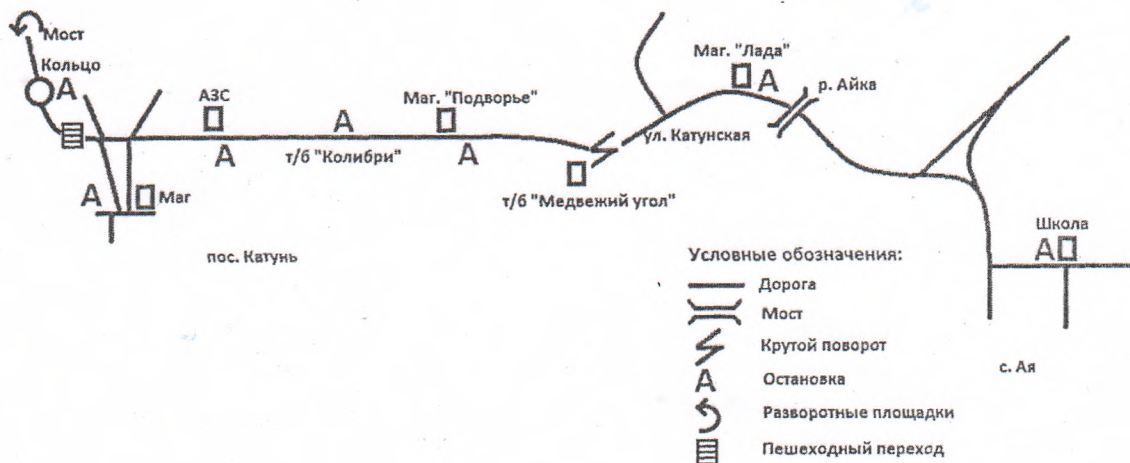 Мост
Кольцо
А
АЗС
А
А
т/б "Колибри"
Маг. "Подворье"
А
Маг. "Лада"
А
р. Айка
ул. Катунская
т/б "Медвежий угол"
А
Маг
пос. Катунь
Школа
А
с. Ая
Условные обозначения:
Дорога
Мост
Крутой поворот
А
Остановка
Разворотные площадки
Пешеходный переход